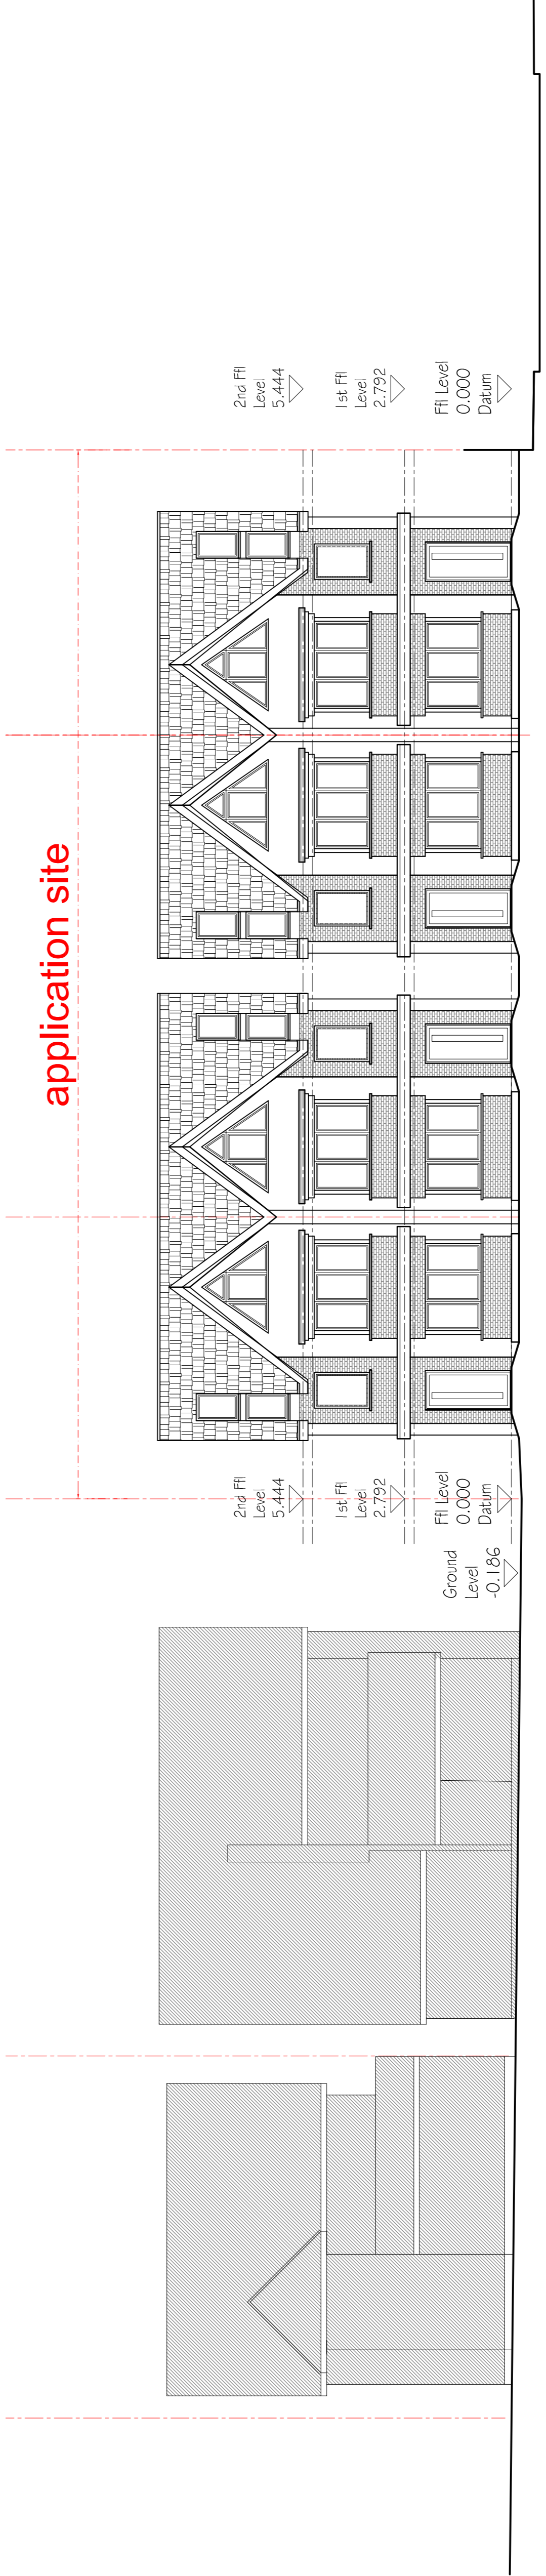 application site
2nd Ffl
Level
5.444
1st Ffl
Level
2.792
Ffl Level
0.000
Datum
2nd Ffl
Level
5.444
1st Ffl
Level
2.792
Ffl Level
0.000
Datum
Ground
Level
-0.186